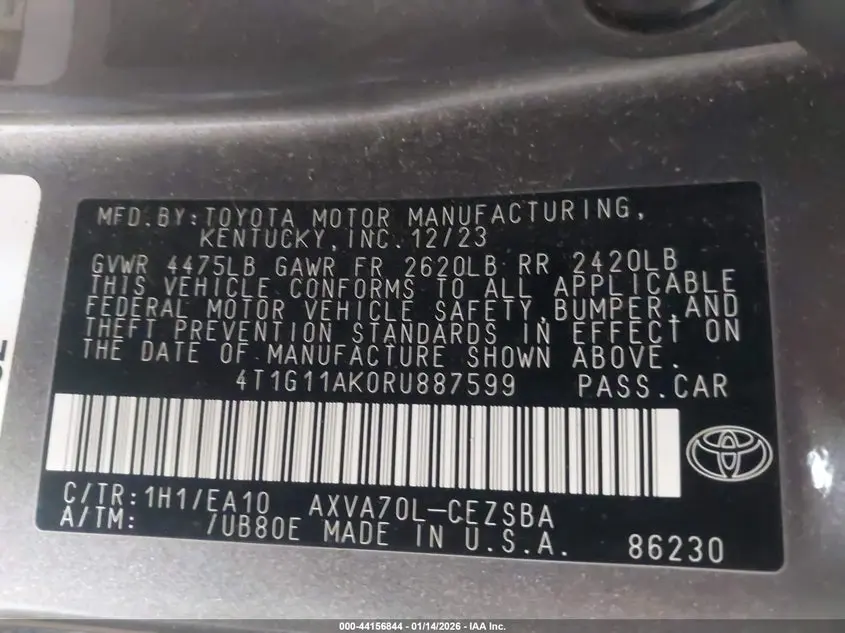 MFD.BY:TOYOTA MOTOR MANUFACTURING,
KENTUCKY,INC.12/23
GVWR 4475LB GAWR FR 2620LB RR 2420LB
THIS VEHICLE CONFORMS TO ALL APPLICABLE
FEDERAL MOTOR VEHICLE SAFETY,BUMPER,AND
THEFT PREVENTION STANDARDS IN EFFECT ON
THE DATE OF MANUFACTURE SHOWN ABOVE.
4T1G11AK0RU887599 PASS.CAR
C/TR:1H1/EA10 AXVA70L-CEZSBA
A/TM: /UB80E MADE IN U.S.A. 86230
000-44156844 / 01/14/2026 - IAA Inc.